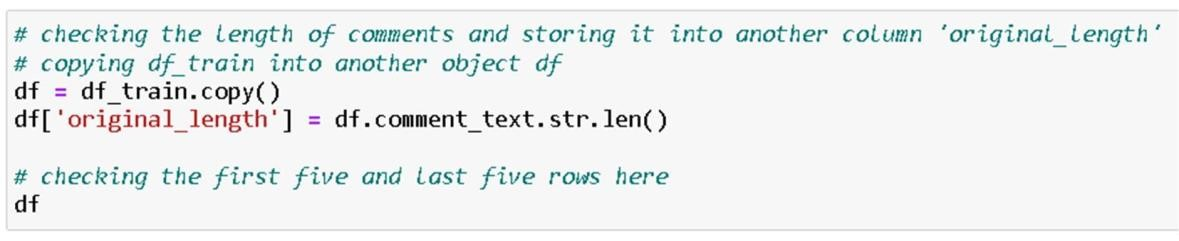 # checking the length of comments and storing it into another column 'original_length'
# copying df_train into another object df
df = df_train.copy()
df['original_length'] = df.comment_text.str.len()
# checking the first five and last five rows here
df